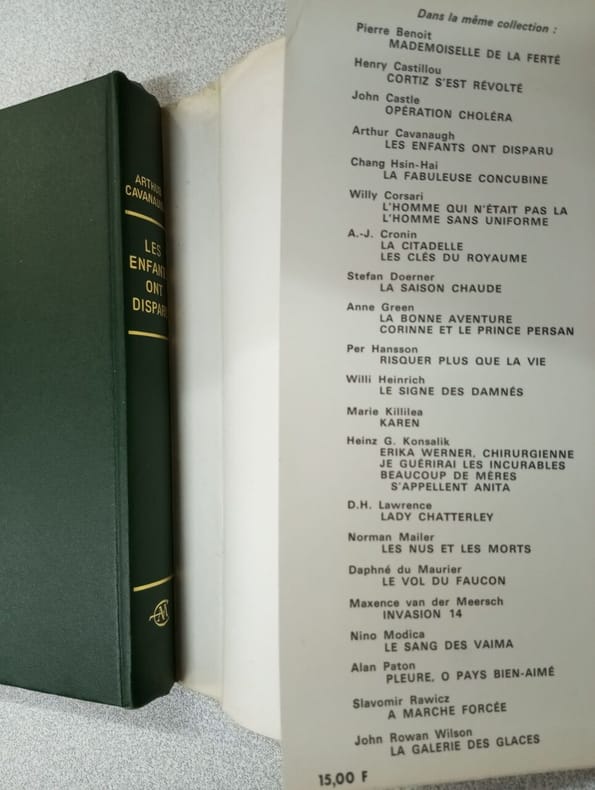 ARTHUR
CAVANAUGH
LES
ENFANTS
ONT
DISPARU
Dans la même collection :
Pierre Benoit
MADEMOISELLE DE LA FERTÉ
Henry Castillou
CORTIZ S'EST RÉVOLTÉ
John Castle
OPÉRATION CHOLÉRA
Arthur Cavanaugh
LES ENFANTS ONT DISPARU
Chang Hsin-Hai
LA FABULEUSE CONCUBINE
Willy Corsari
L'HOMME QUI N'ÉTAIT PAS LA
L'HOMME SANS UNIFORME
A.-J. Cronin
LA CITADELLE
LES CLÉS DU ROYAUME
Stefan Doerner
LA SAISON CHAUDE
Anne Green
LA BONNE AVENTURE
CORINNE ET LE PRINCE PERSAN
Per Hansson
RISQUER PLUS QUE LA VIE
Willi Heinrich
LE SIGNE DES DAMNÉS
Marie Killilea
KAREN
Heinz G. Konsalik
ERIKA WERNER, CHIRURGIENNE
JE GUÉRIRAI LES INCURABLES
BEAUCOUP DE MÈRES
S'APPELLENT ANITA
D.H. Lawrence
LADY CHATTERLEY
Norman Mailer
LES NUS ET LES MORTS
Daphné du Maurier
LE VOL DU FAUCON
Maxence van der Meersch
INVASION 14
Nino Modica
LE SANG DES VAIMA
Alan Paton
PLEURE, O PAYS BIEN-AIMÉ
Slavomir Rawicz
A MARCHE FORCÉE
John Rowan Wilson
LA GALERIE DES GLACES
15,00 F